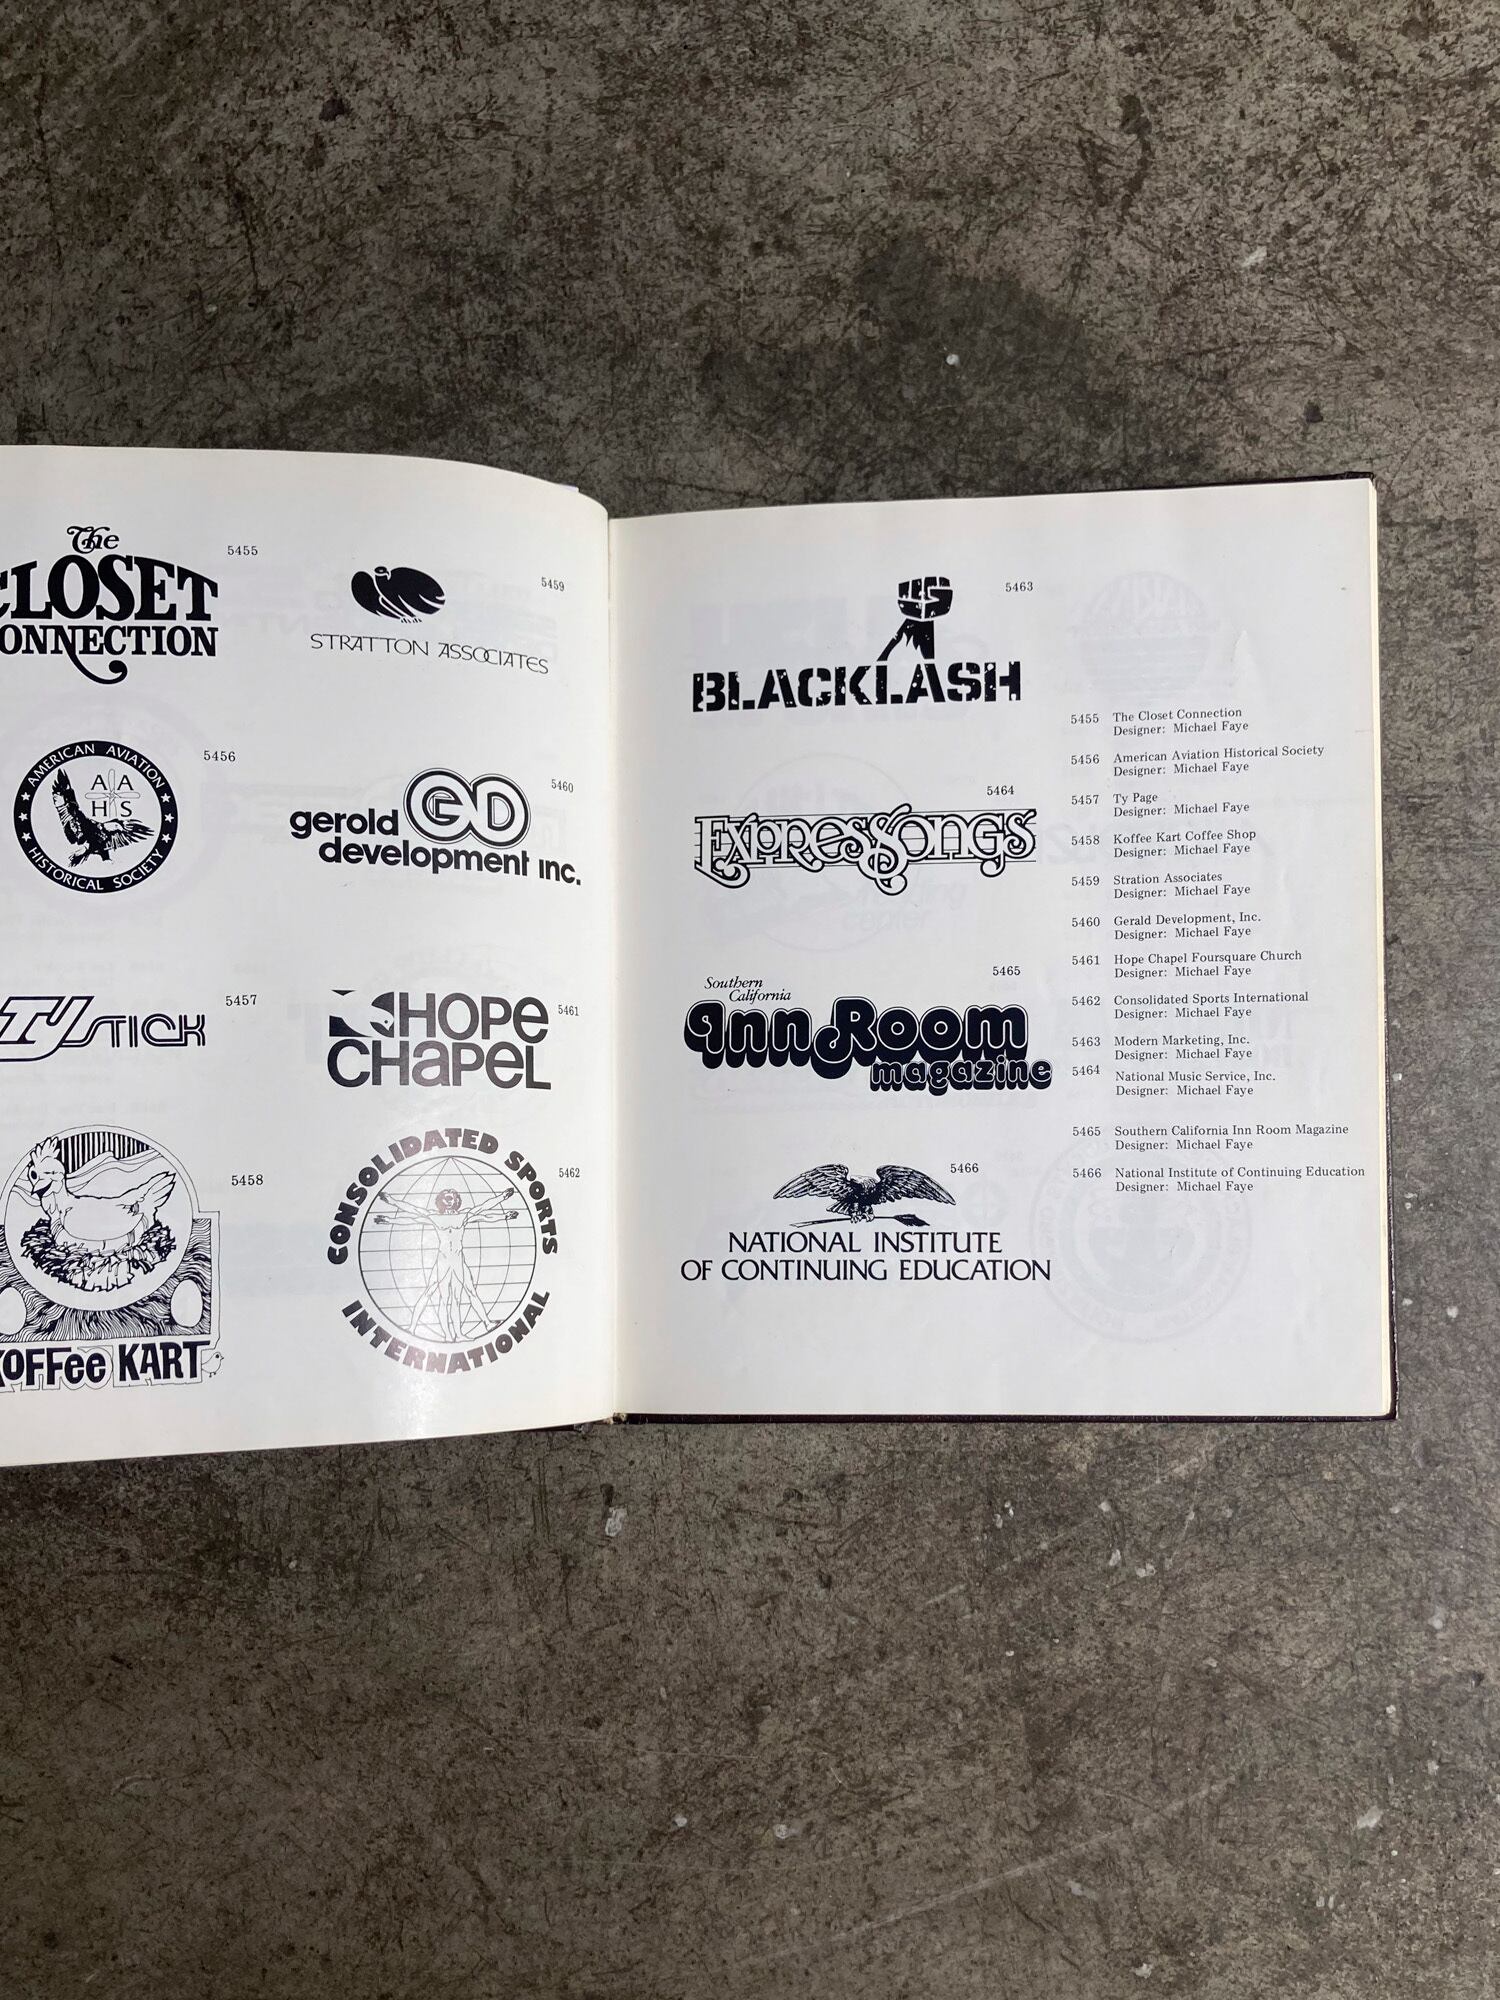 The
CLOSET
CONNECTION
5455
STRATTON ASSOCIATES
5459
AMERICAN AVIATION
HISTORICAL SOCIETY
A A
H S
5456
gerold GD
development inc.
5460
TY STICK
5457
HOPE
CHAPEL
5461
KOFFee KART
5458
CONSOLIDATED SPORTS
INTERNATIONAL
5462
BLACKLASH
5463
EXPRESSONGS
5464
Southern
California
Inn Room
magazine
5465
NATIONAL INSTITUTE
OF CONTINUING EDUCATION
5466
5455 The Closet Connection
Designer: Michael Faye
5456 American Aviation Historical Society
Designer: Michael Faye
5457 Ty Page
Designer: Michael Faye
5458 Koffee Kart Coffee Shop
Designer: Michael Faye
5459 Stration Associates
Designer: Michael Faye
5460 Gerald Development, Inc.
Designer: Michael Faye
5461 Hope Chapel Foursquare Church
Designer: Michael Faye
5462 Consolidated Sports International
Designer: Michael Faye
5463 Modern Marketing, Inc.
Designer: Michael Faye
5464 National Music Service, Inc.
Designer: Michael Faye
5465 Southern California Inn Room Magazine
Designer: Michael Faye
5466 National Institute of Continuing Education
Designer: Michael Faye